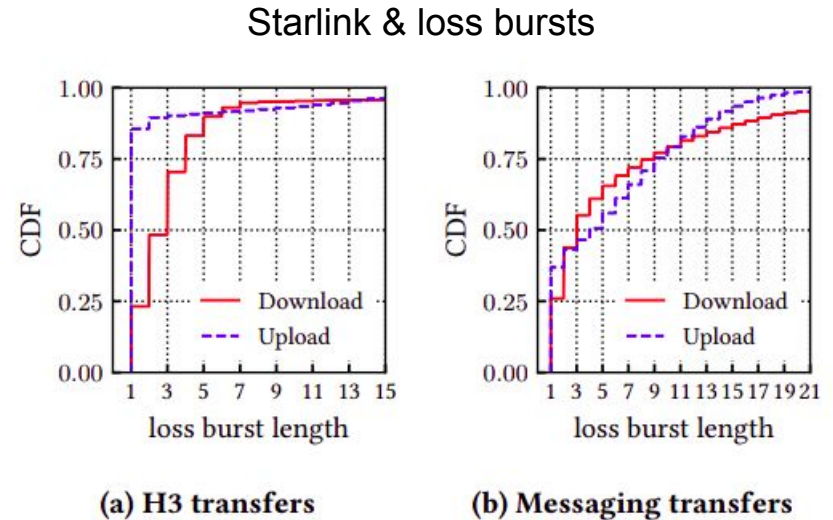 Starlink & loss bursts
1.00
0.75
0.50
0.25
0.00
CDF
Download
Upload
1 3 5 7 9 11 13 15
loss burst length
(a) H3 transfers
1.00
0.75
0.50
0.25
0.00
CDF
Download
Upload
1 3 5 7 9 11 13 15 17 19 21
loss burst length
(b) Messaging transfers